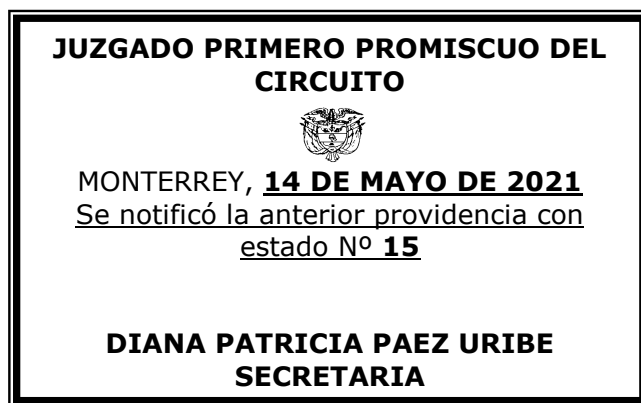 JUZGADO PRIMERO PROMISCUO DEL
CIRCUITO
MONTERREY, 14 DE MAYO DE 2021
Se notificó la anterior providencia con
estado Nº 15
DIANA PATRICIA PAEZ URIBE
SECRETARIA